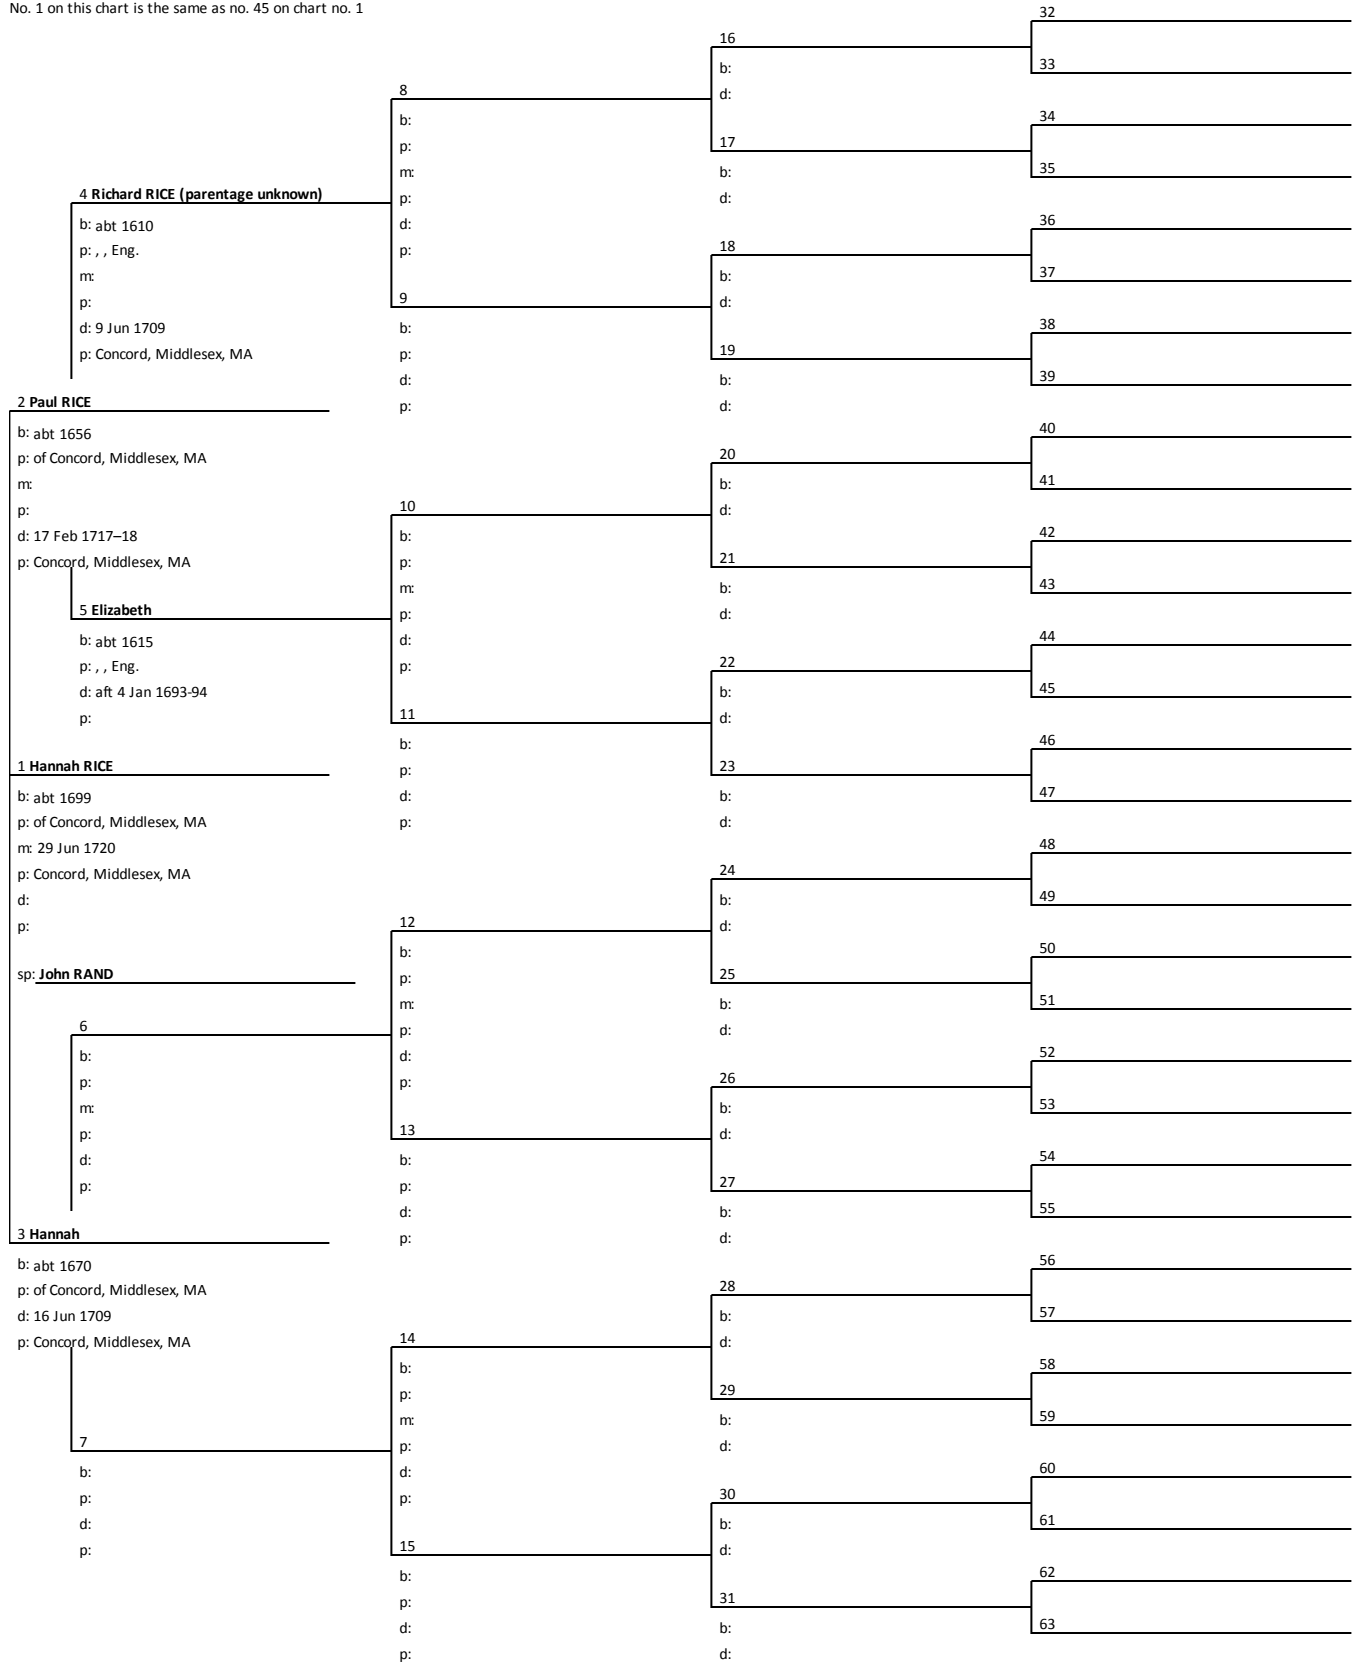 No. 1 on this chart is the same as no. 45 on chart no. 1
4 Richard RICE (parentage unknown)
b: abt 1610
p: , , Eng.
m:
p:
d: 9 Jun 1709
p: Concord, Middlesex, MA
2 Paul RICE
b: abt 1656
p: of Concord, Middlesex, MA
m:
p:
d: 17 Feb 1717–18
p: Concord, Middlesex, MA
5 Elizabeth
b: abt 1615
p: , , Eng.
d: aft 4 Jan 1693-94
p:
1 Hannah RICE
b: abt 1699
p: of Concord, Middlesex, MA
m: 29 Jun 1720
p: Concord, Middlesex, MA
d:
p:
sp: John RAND
6
b:
p:
m:
p:
d:
p:
3 Hannah
b: abt 1670
p: of Concord, Middlesex, MA
d: 16 Jun 1709
p: Concord, Middlesex, MA
7
b:
p:
d:
p:
8
b:
p:
m:
p:
d:
p:
9
b:
p:
d:
p:
10
b:
p:
m:
p:
d:
p:
11
b:
p:
d:
p:
12
b:
p:
m:
p:
d:
p:
13
b:
p:
d:
p:
14
b:
p:
m:
p:
d:
p:
15
b:
p:
d:
p:
16
b:
d:
17
b:
d:
18
b:
d:
19
b:
d:
20
b:
d:
21
b:
d:
22
b:
d:
23
b:
d:
24
b:
d:
25
b:
d:
26
b:
d:
27
b:
d:
28
b:
d:
29
b:
d:
30
b:
d:
31
b:
d:
32
33
34
35
36
37
38
39
40
41
42
43
44
45
46
47
48
49
50
51
52
53
54
55
56
57
58
59
60
61
62
63